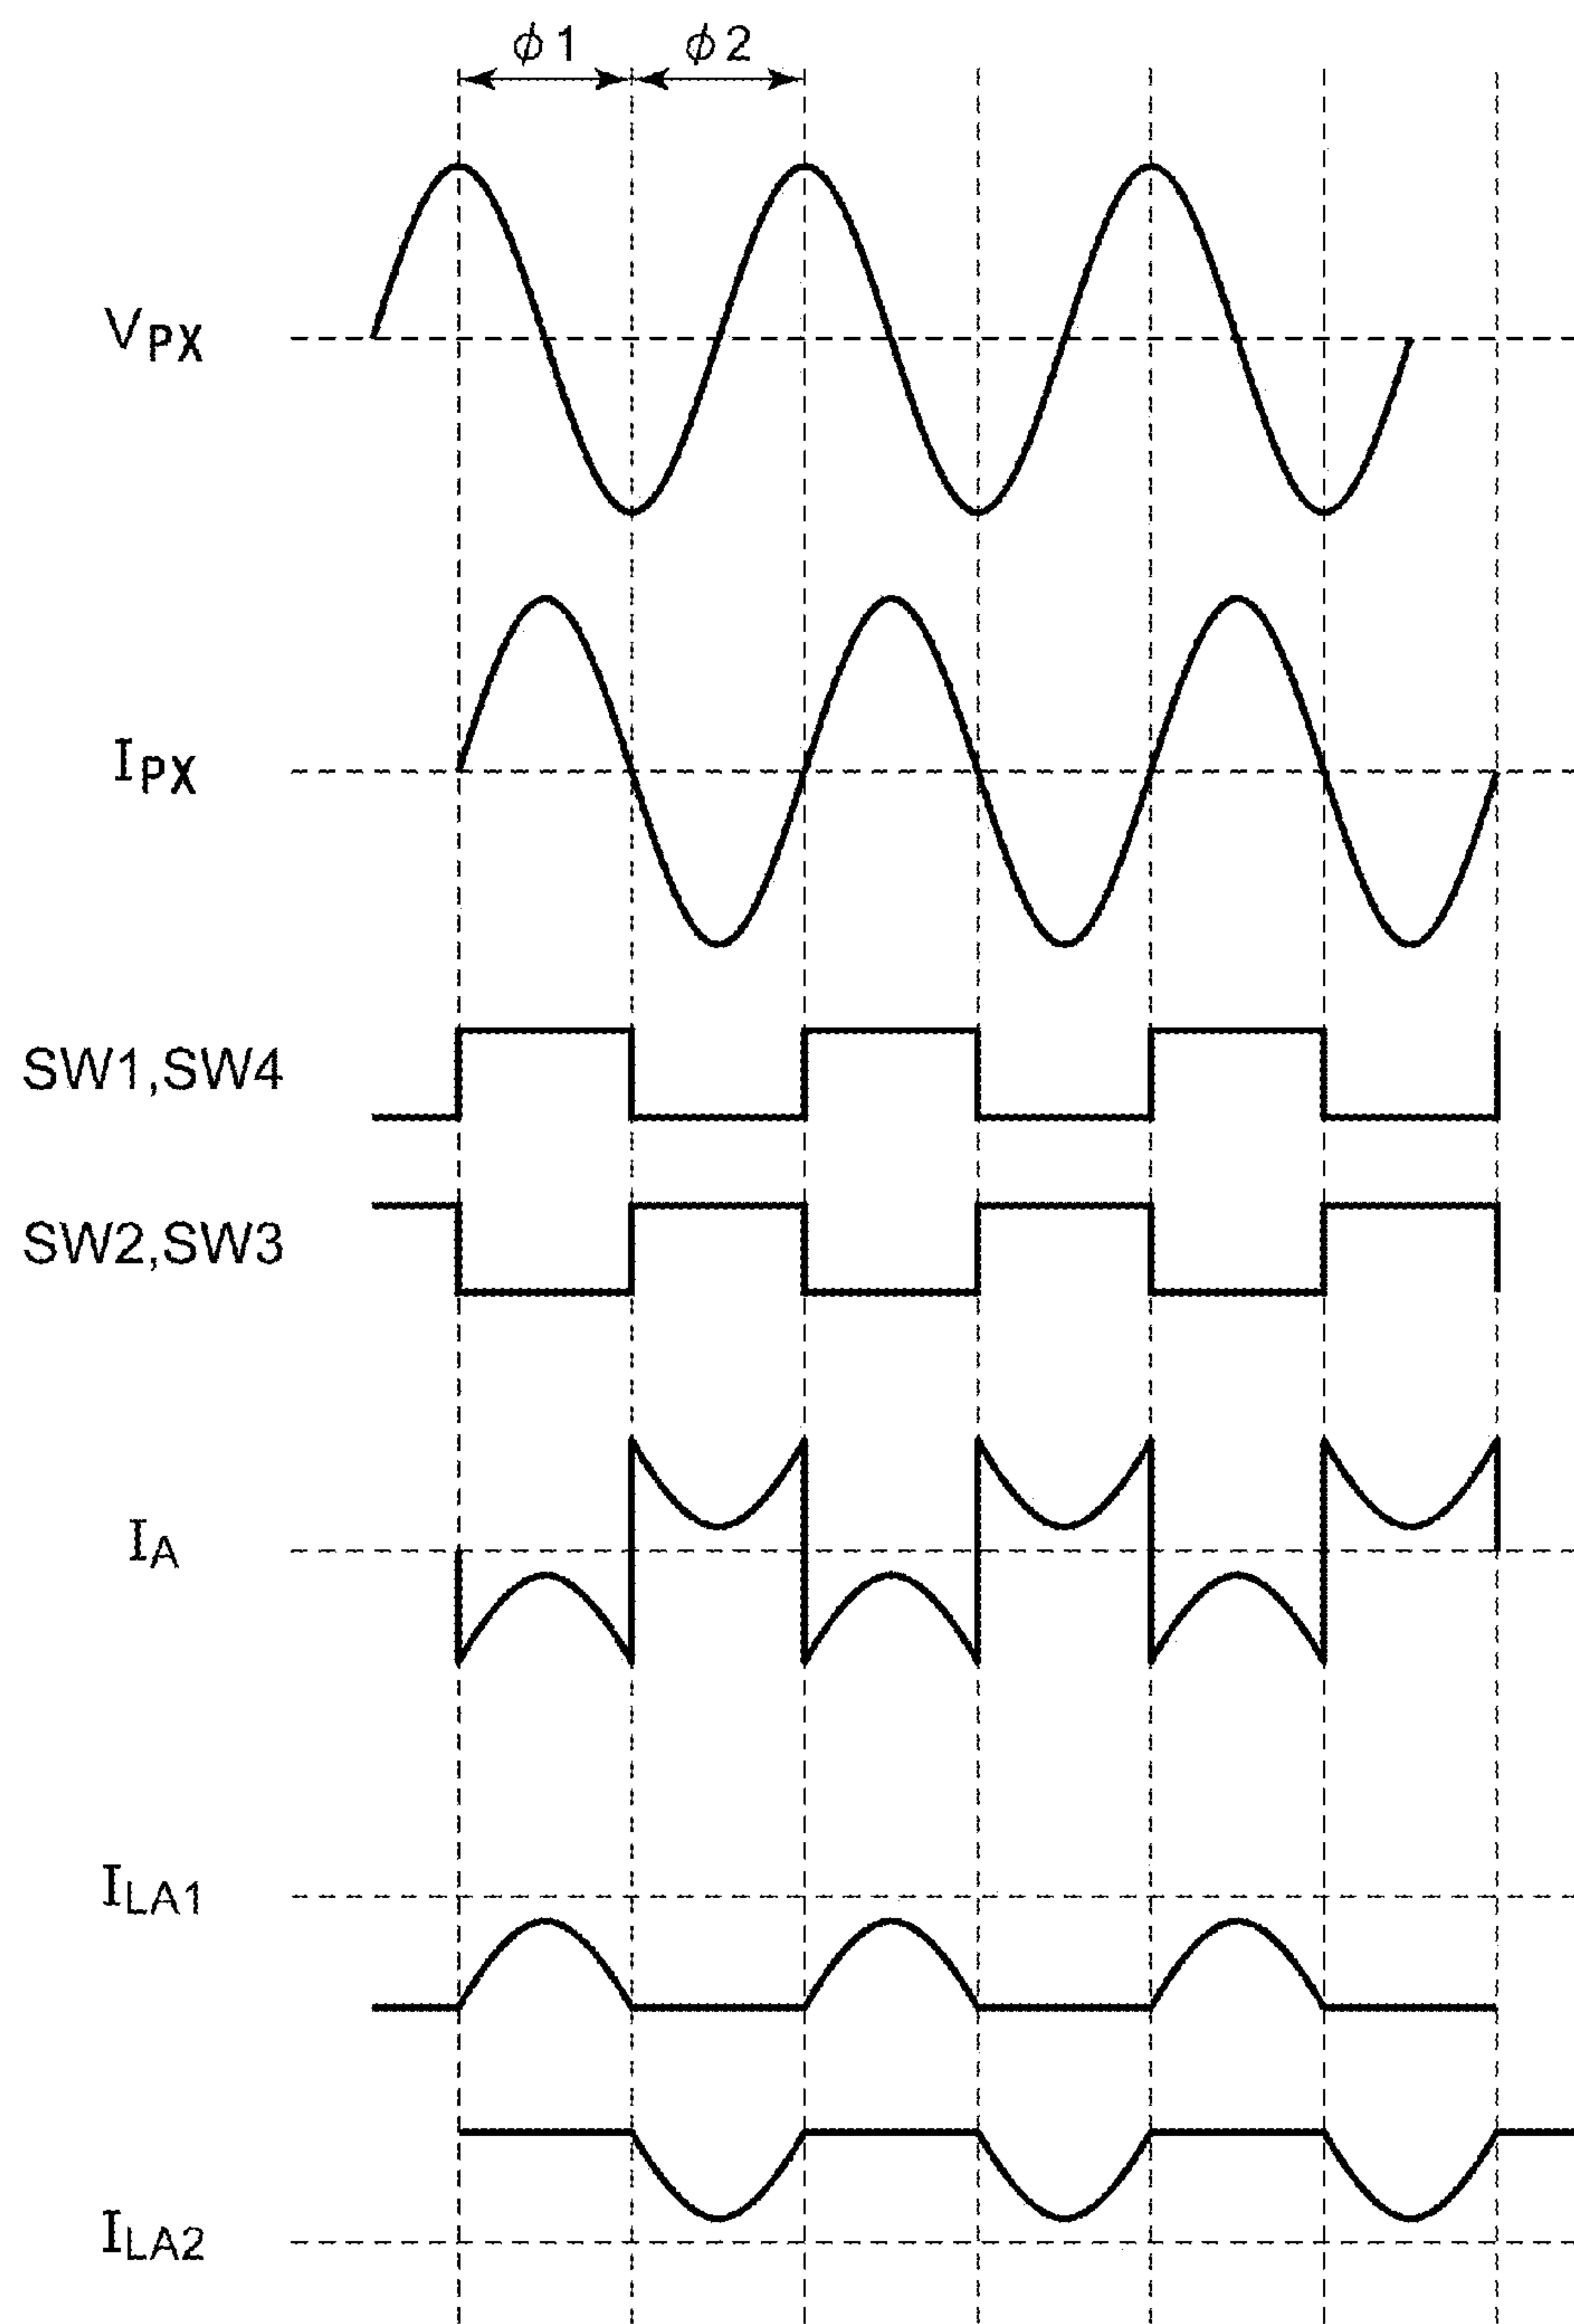 ϕ1 ϕ2
VPX
IPX
SW1,SW4
SW2,SW3
IA
ILA1
ILA2